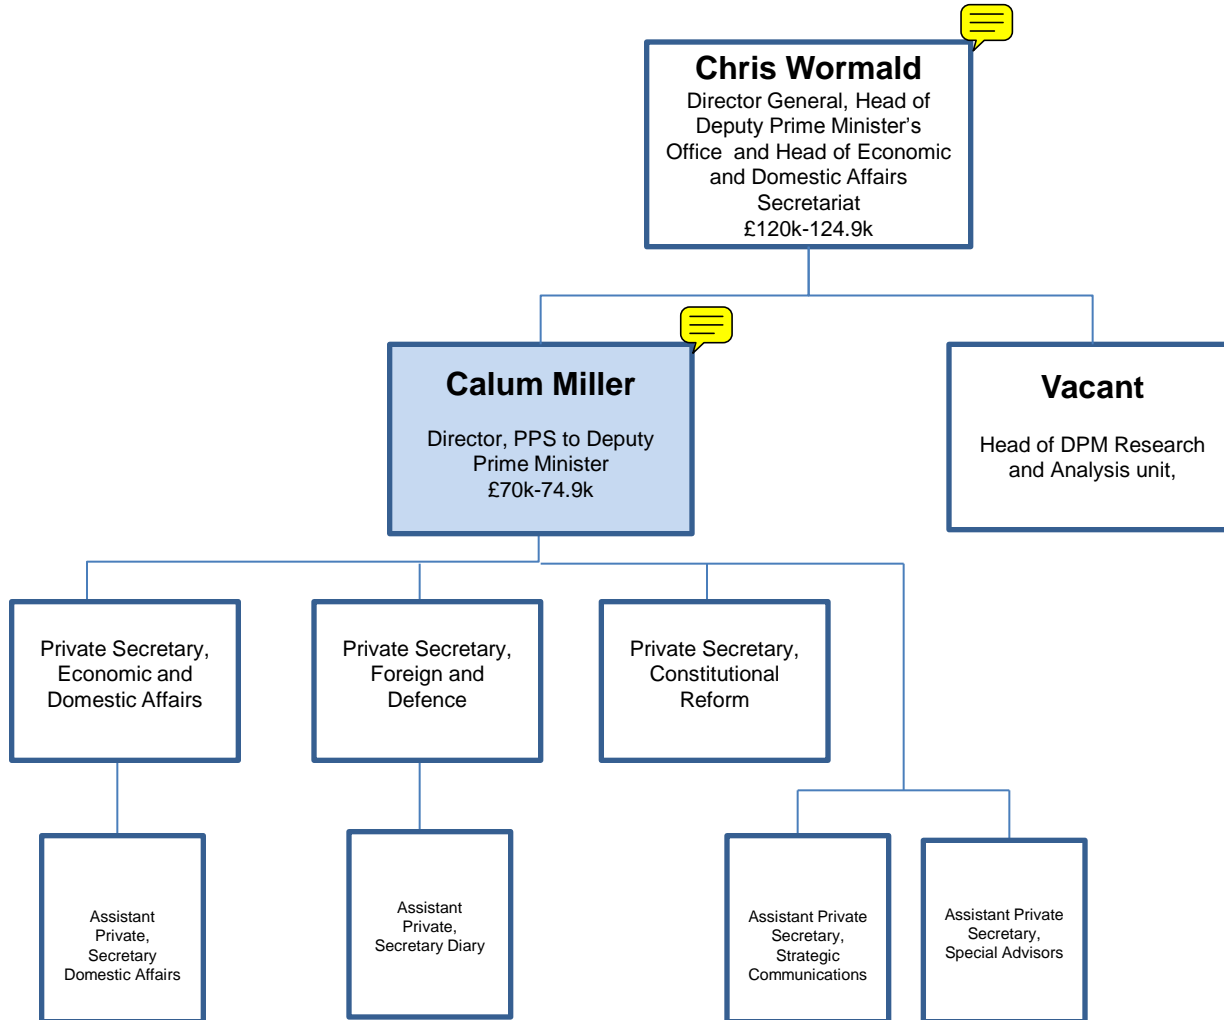 Chris Wormald
Director General, Head of
Deputy Prime Minister’s
Office  and Head of Economic
and Domestic Affairs
Secretariat
£120k-124.9k
Calum Miller
Director, PPS to Deputy
Prime Minister
£70k-74.9k
Vacant
Head of DPM Research
and Analysis unit,
Private Secretary,
Economic and
Domestic Affairs
Private Secretary,
Foreign and
Defence
Private Secretary,
Constitutional
Reform
Assistant
Private,
Secretary
Domestic Affairs
Assistant
Private,
Secretary Diary
Assistant Private
Secretary,
Strategic
Communications
Assistant Private
Secretary,
Special Advisors